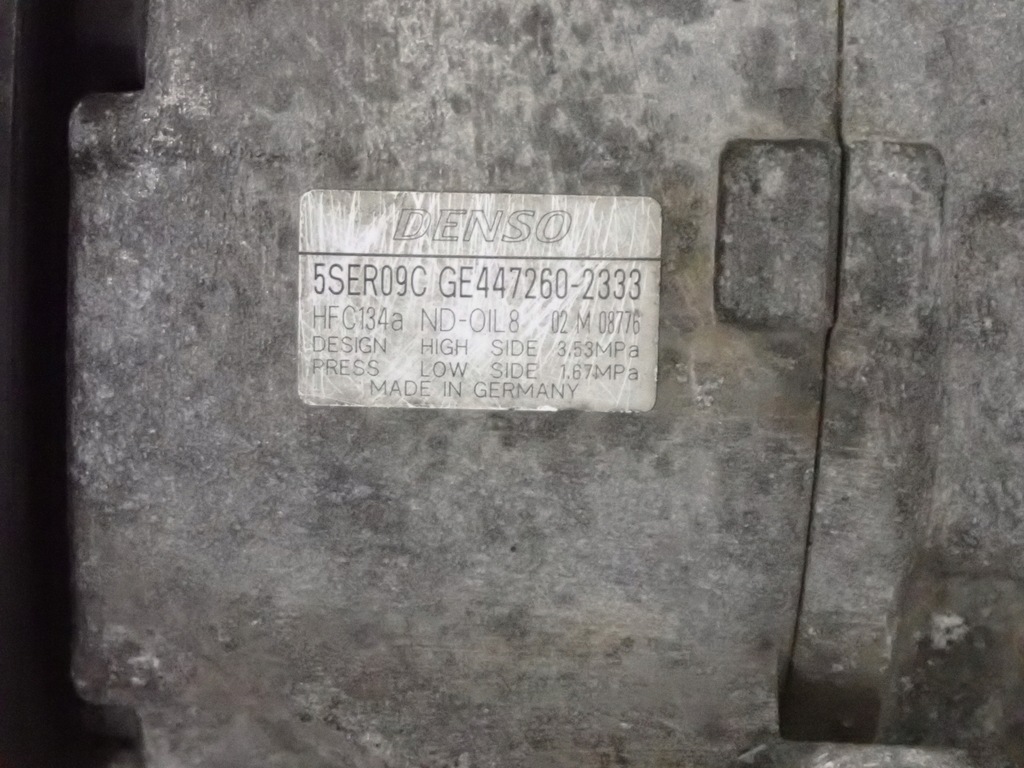 DENSO
5SER09C GE447260-2333
HFC134a ND-OIL8 02 M 08776
DESIGN HIGH SIDE 3.53MPa
PRESS LOW SIDE 1.67MPa
MADE IN GERMANY